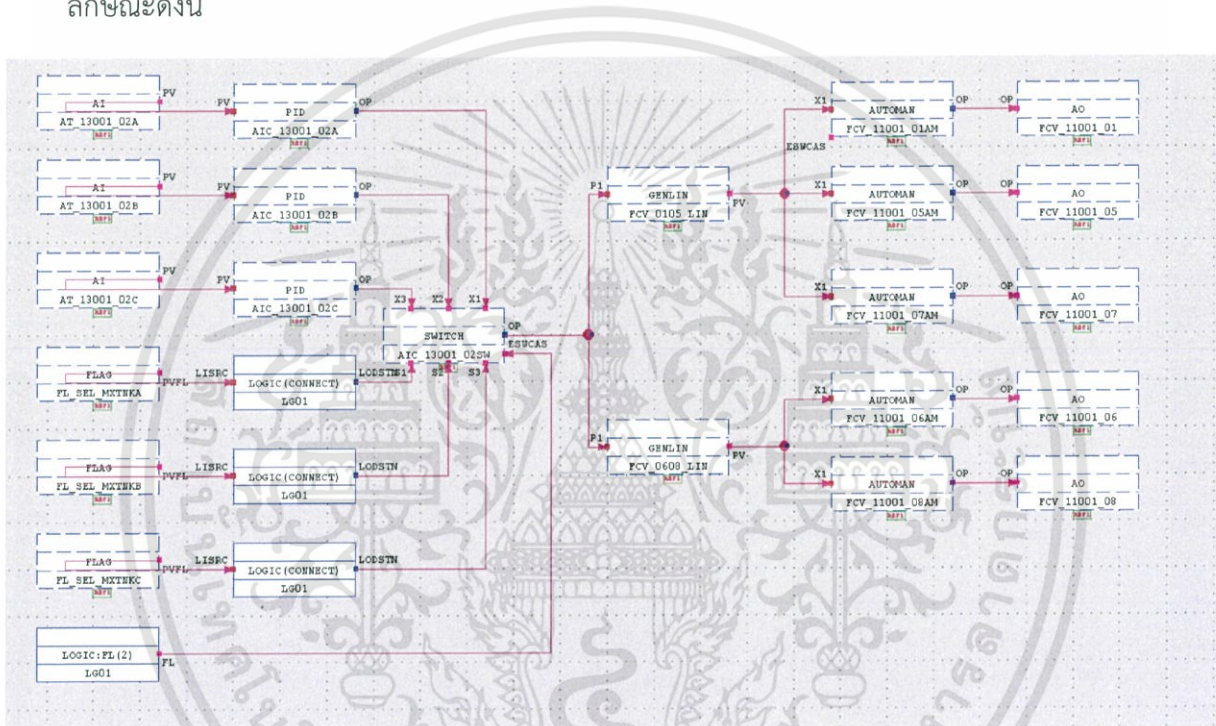 ลักษณะดังนี้
PV
AI
AT_13001_02A
PV
PID
AIC_13001_02A
OP
PV
AI
AT_13001_02B
PV
PID
AIC_13001_02B
OP
PV
AI
AT_13001_02C
PV
PID
AIC_13001_02C
OP
X3 X2 X1
SWITCH
AIC_13001_02SW
OP
ESWCAS
S2 S3
FLAG
FL_SEL_MXTNKA
PVFL
LISRC
LOGIC(CONNECT)
LG01
LODSTN
FLAG
FL_SEL_MXTNKB
PVFL
LISRC
LOGIC(CONNECT)
LG01
LODSTN
FLAG
FL_SEL_MXTNKC
PVFL
LISRC
LOGIC(CONNECT)
LG01
LODSTN
LOGIC:FL(2)
LG01
FL
P1
GENLIN
FCV_0105_LIN
PV
P1
GENLIN
FCV_0608_LIN
PV
X1
AUTOMAN
FCV_11001_01AM
ESWCAS
OP
OP
AO
FCV_11001_01
X1
AUTOMAN
FCV_11001_05AM
OP
OP
AO
FCV_11001_05
X1
AUTOMAN
FCV_11001_07AM
OP
OP
AO
FCV_11001_07
X1
AUTOMAN
FCV_11001_06AM
OP
OP
AO
FCV_11001_06
X1
AUTOMAN
FCV_11001_08AM
OP
OP
AO
FCV_11001_08